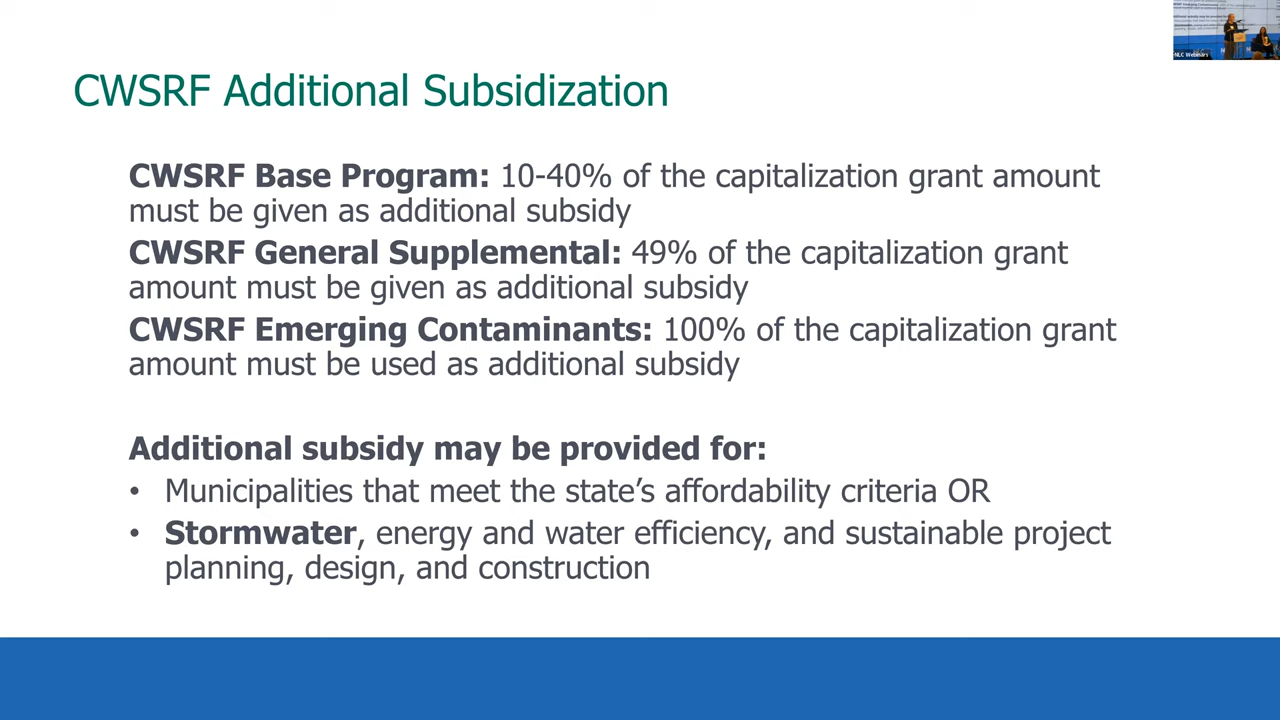 CWSRF Additional Subsidization
CWSRF Base Program: 10-40% of the capitalization grant amount
must be given as additional subsidy
CWSRF General Supplemental: 49% of the capitalization grant
amount must be given as additional subsidy
CWSRF Emerging Contaminants: 100% of the capitalization grant
amount must be used as additional subsidy
Additional subsidy may be provided for:
• Municipalities that meet the state’s affordability criteria OR
• Stormwater, energy and water efficiency, and sustainable project
planning, design, and construction
NLC Webinars